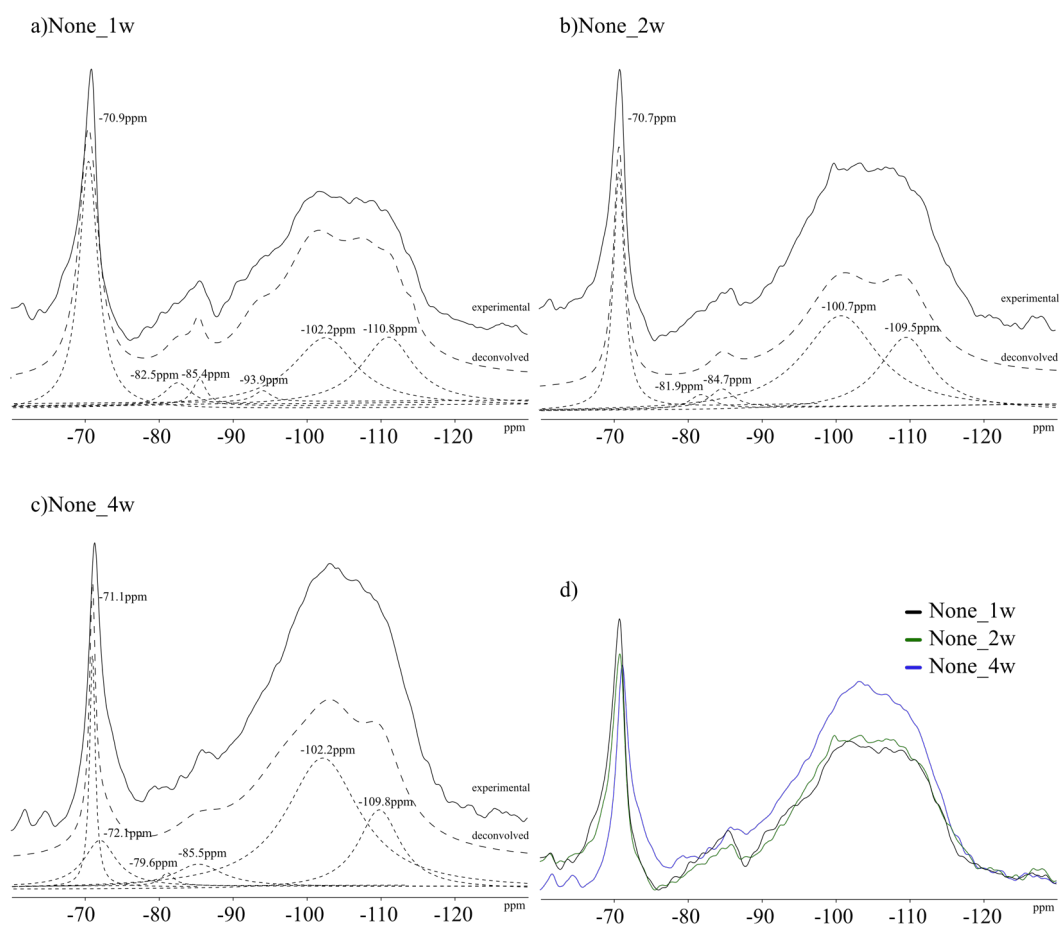 a)None_1w
-70.9ppm
-82.5ppm
-85.4ppm
-93.9ppm
-102.2ppm
-110.8ppm
experimental
deconvolved
-70
-80
-90
-100
-110
-120
ppm
b)None_2w
-70.7ppm
-81.9ppm
-84.7ppm
-100.7ppm
-109.5ppm
experimental
deconvolved
-70
-80
-90
-100
-110
-120
ppm
c)None_4w
-71.1ppm
-72.1ppm
-79.6ppm
-85.5ppm
-102.2ppm
-109.8ppm
experimental
deconvolved
-70
-80
-90
-100
-110
-120
ppm
d)
None_1w
None_2w
None_4w
-70
-80
-90
-100
-110
-120
ppm